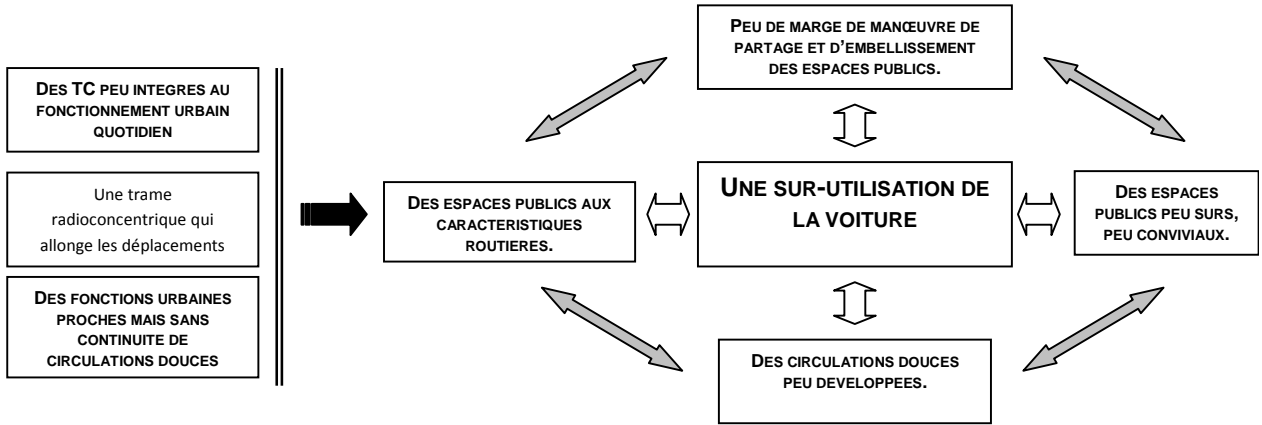 DES TC PEU INTEGRES AU
FONCTIONNEMENT URBAIN
QUOTIDIEN
Une trame
radioconcentrique qui
allonge les déplacements
DES FONCTIONS URBAINES
PROCHES MAIS SANS
CONTINUITE DE
CIRCULATIONS DOUCES
PEU DE MARGE DE MANŒUVRE DE
PARTAGE ET D'EMBELLISSEMENT
DES ESPACES PUBLICS.
DES ESPACES PUBLICS AUX
CARACTERISTIQUES
ROUTIERES.
UNE SUR-UTILISATION DE
LA VOITURE
DES ESPACES
PUBLICS PEU SURS,
PEU CONVIVIAUX.
DES CIRCULATIONS DOUCES
PEU DEVELOPPEES.